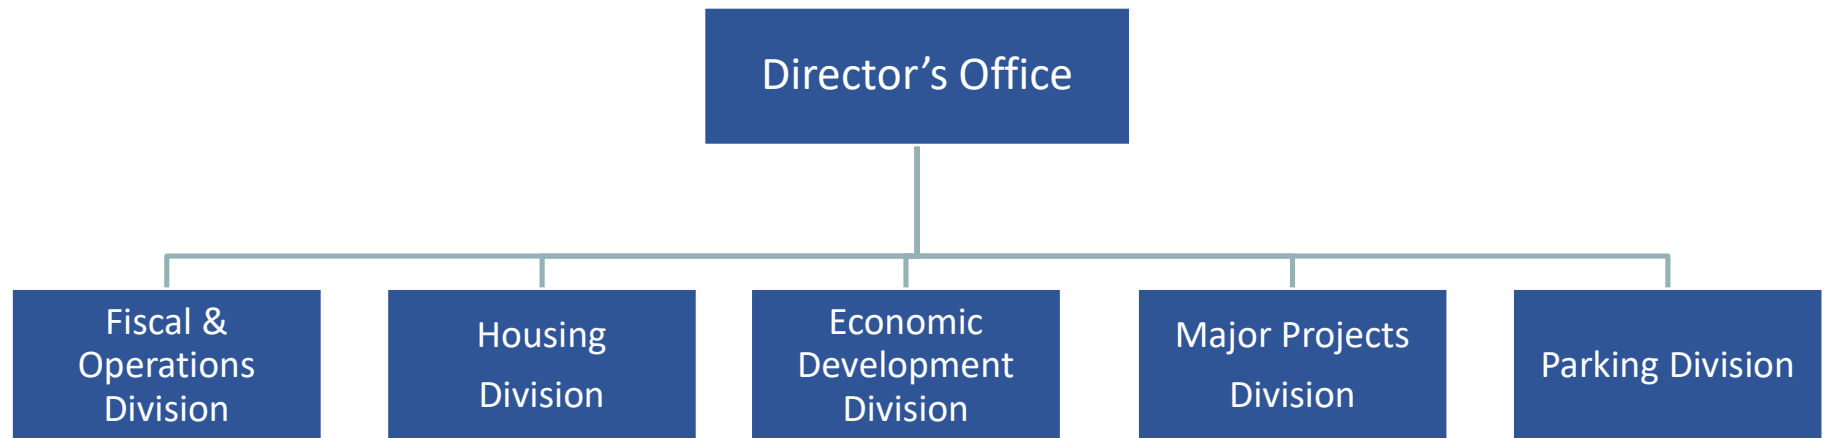 Director’s Office
Fiscal &
Operations
Division
Housing
Division
Economic
Development
Division
Major Projects
Division
Parking Division